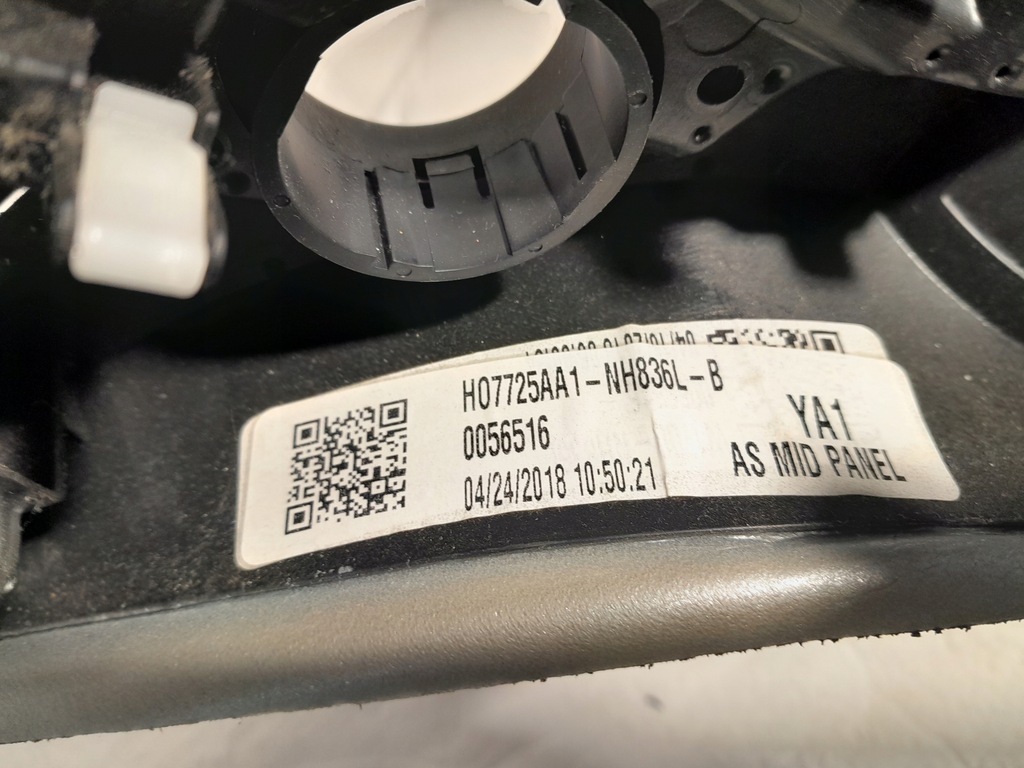 H07725AA1-NH836L-B
0056516
04/24/2018 10:50:21
YA1
AS MID PANEL